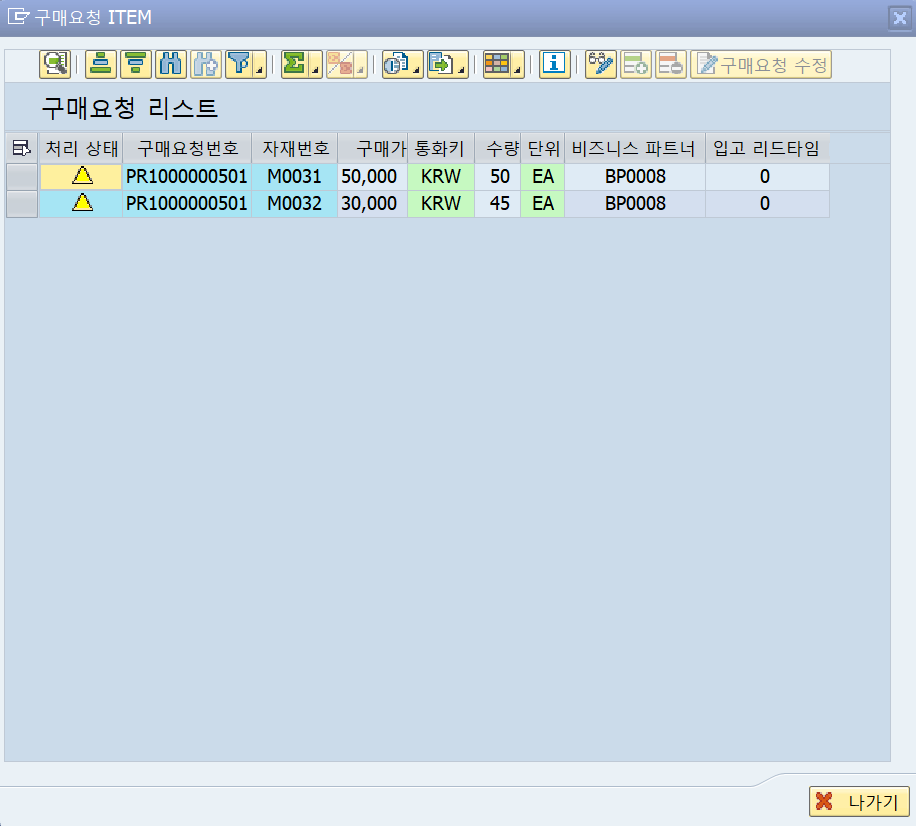 구매요청 ITEM
구매요청 수정
구매요청 리스트
처리 상태 구매요청번호 자재번호 구매가 통화키 수량 단위 비즈니스 파트너 입고 리드타임
PR1000000501 M0031 50,000 KRW 50 EA BP0008 0
PR1000000501 M0032 30,000 KRW 45 EA BP0008 0
나가기